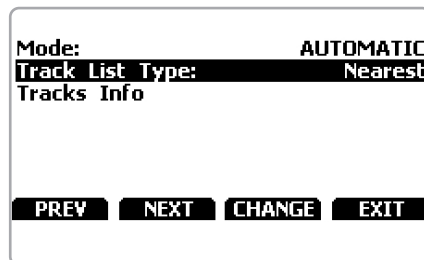 Mode: AUTOMATIC
Track List Type: Nearest
Tracks Info
PREV NEXT CHANGE EXIT